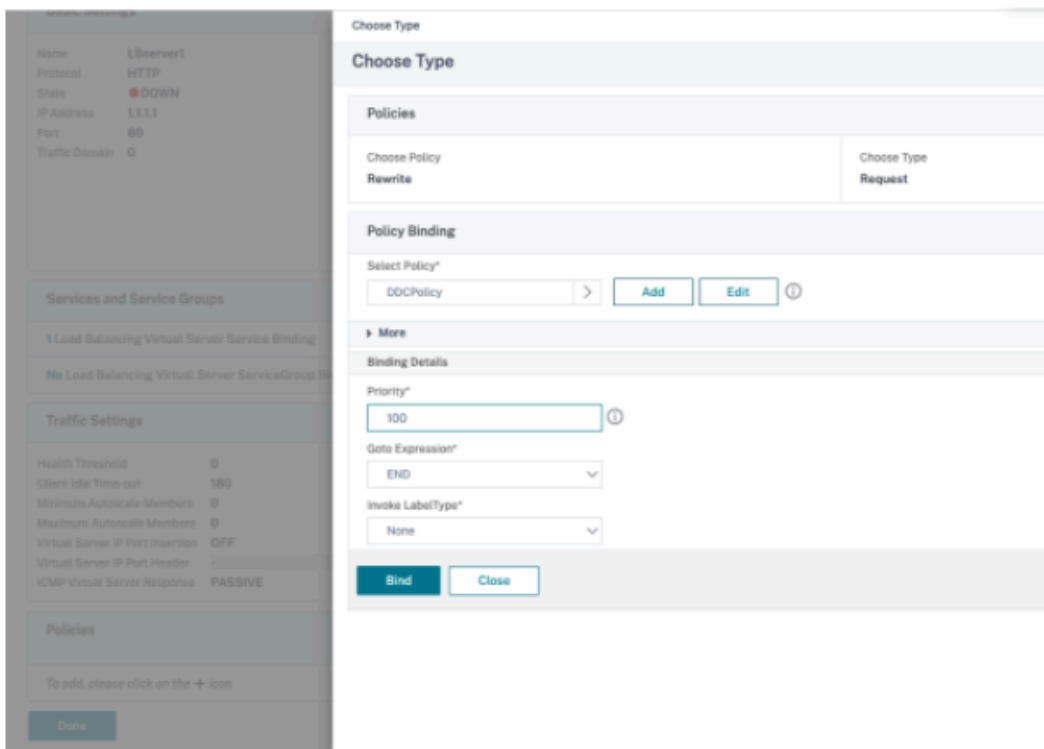 Basic Settings
Name LBserver1
Protocol HTTP
State DOWN
IP Address 1.1.1.1
Port 80
Traffic Domain 0
Services and Service Groups
1 Load Balancing Virtual Server Service Binding
No Load Balancing Virtual Server ServiceGroup
Traffic Settings
Health Threshold 0
Client Idle Time-out 180
Minimum Autoscale Members 0
Maximum Autoscale Members 0
Virtual Server IP Port Insertion OFF
Virtual Server IP Port Header -
ICMP Virtual Server Response PASSIVE
Policies
To add, please click on the + icon
Done
Choose Type
Choose Type
Policies
Choose Policy
Rewrite
Choose Type
Request
Policy Binding
Select Policy*
DDCPolicy
Add
Edit
More
Binding Details
Priority*
100
Goto Expression*
END
Invoke LabelType*
None
Bind
Close